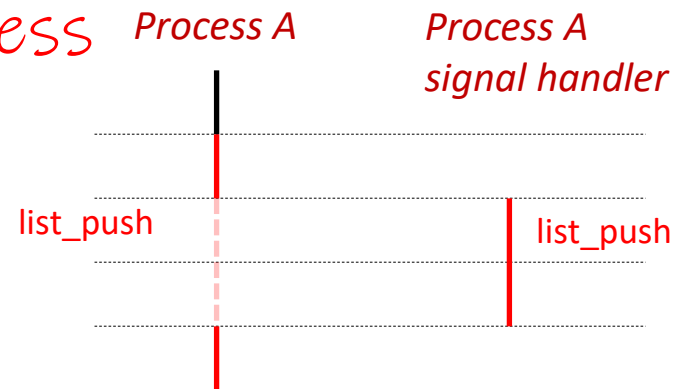 ess
Process A
Process A
signal handler
list_push
list_push